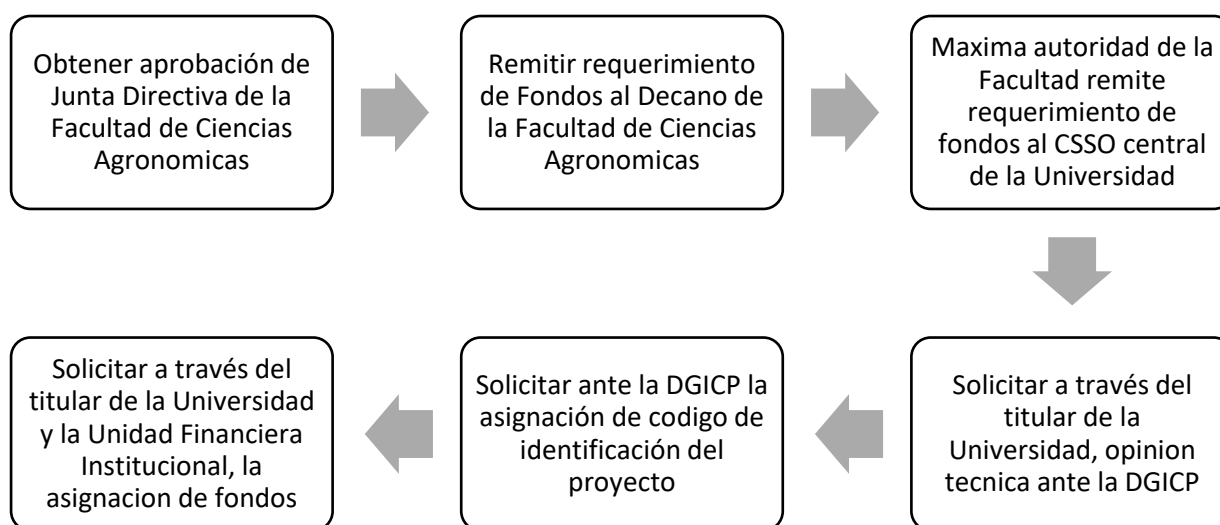 Obtener aprobación de
Junta Directiva de la
Facultad de Ciencias
Agronomicas
Remitir requerimiento
de Fondos al Decano de
la Facultad de Ciencias
Agronomicas
Maxima autoridad de la
Facultad remite
requerimiento de
fondos al CSSO central
de la Universidad
Solicitar a través del
titular de la
Universidad, opinion
tecnica ante la DGICP
Solicitar ante la DGICP la
asignación de codigo de
identificación del
proyecto
Solicitar a través del
titular de la Universidad
y la Unidad Financiera
Institucional, la
asignacion de fondos